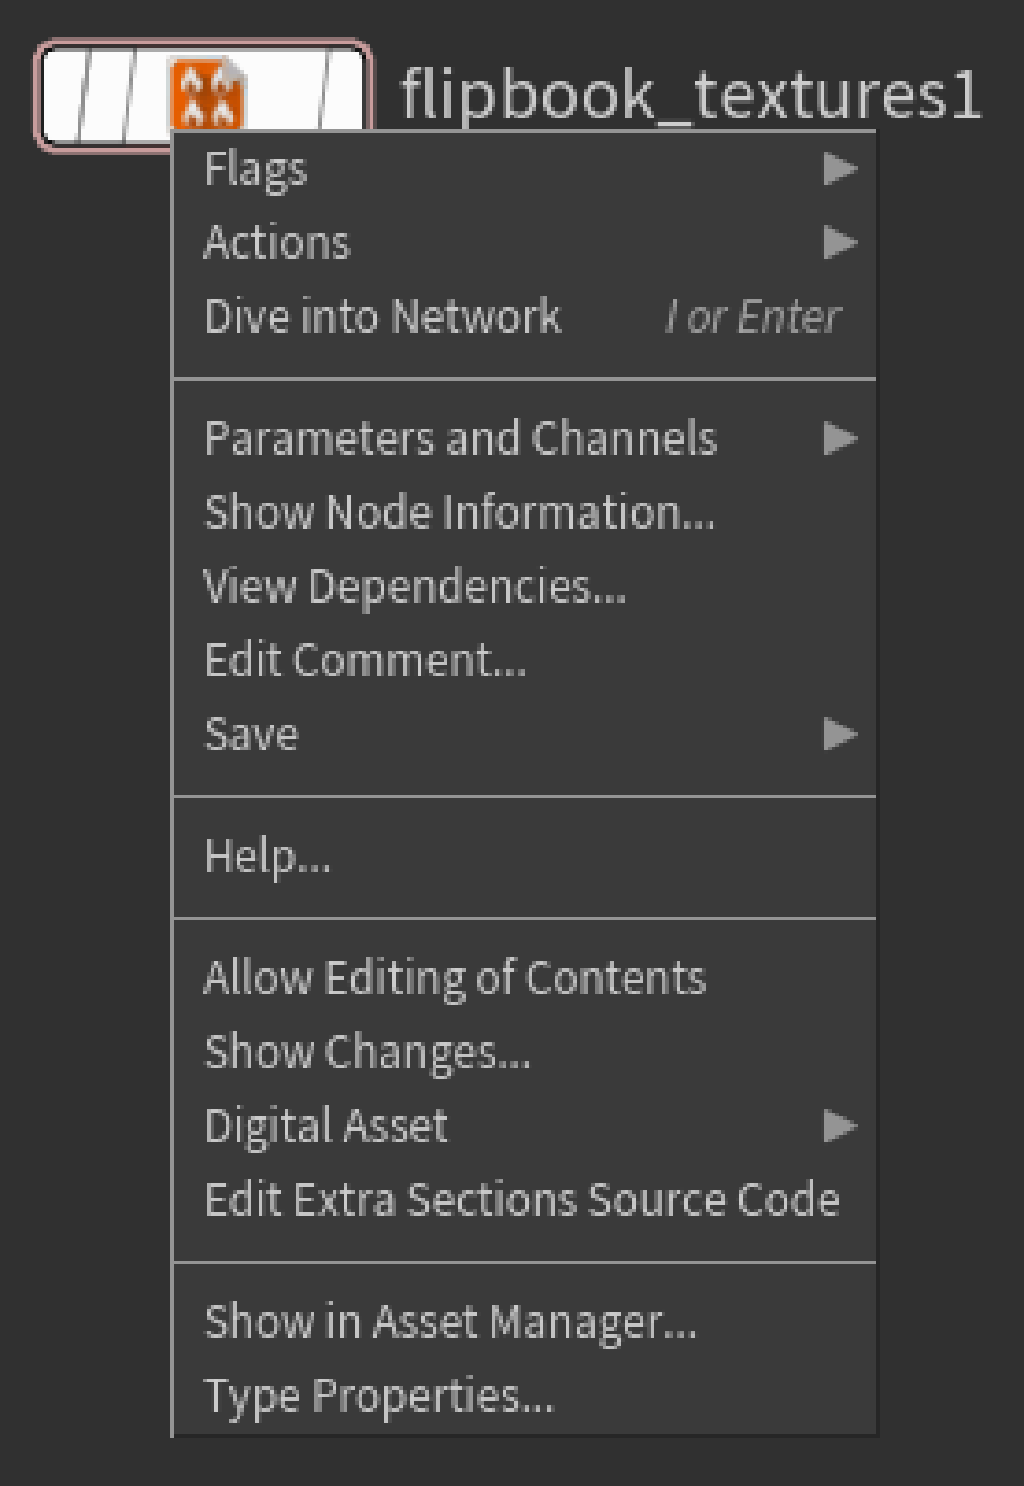 flipbook_textures1
Flags
Actions
Dive into Network I or Enter
Parameters and Channels
Show Node Information...
View Dependencies...
Edit Comment...
Save
Help...
Allow Editing of Contents
Show Changes...
Digital Asset
Edit Extra Sections Source Code
Show in Asset Manager...
Type Properties...